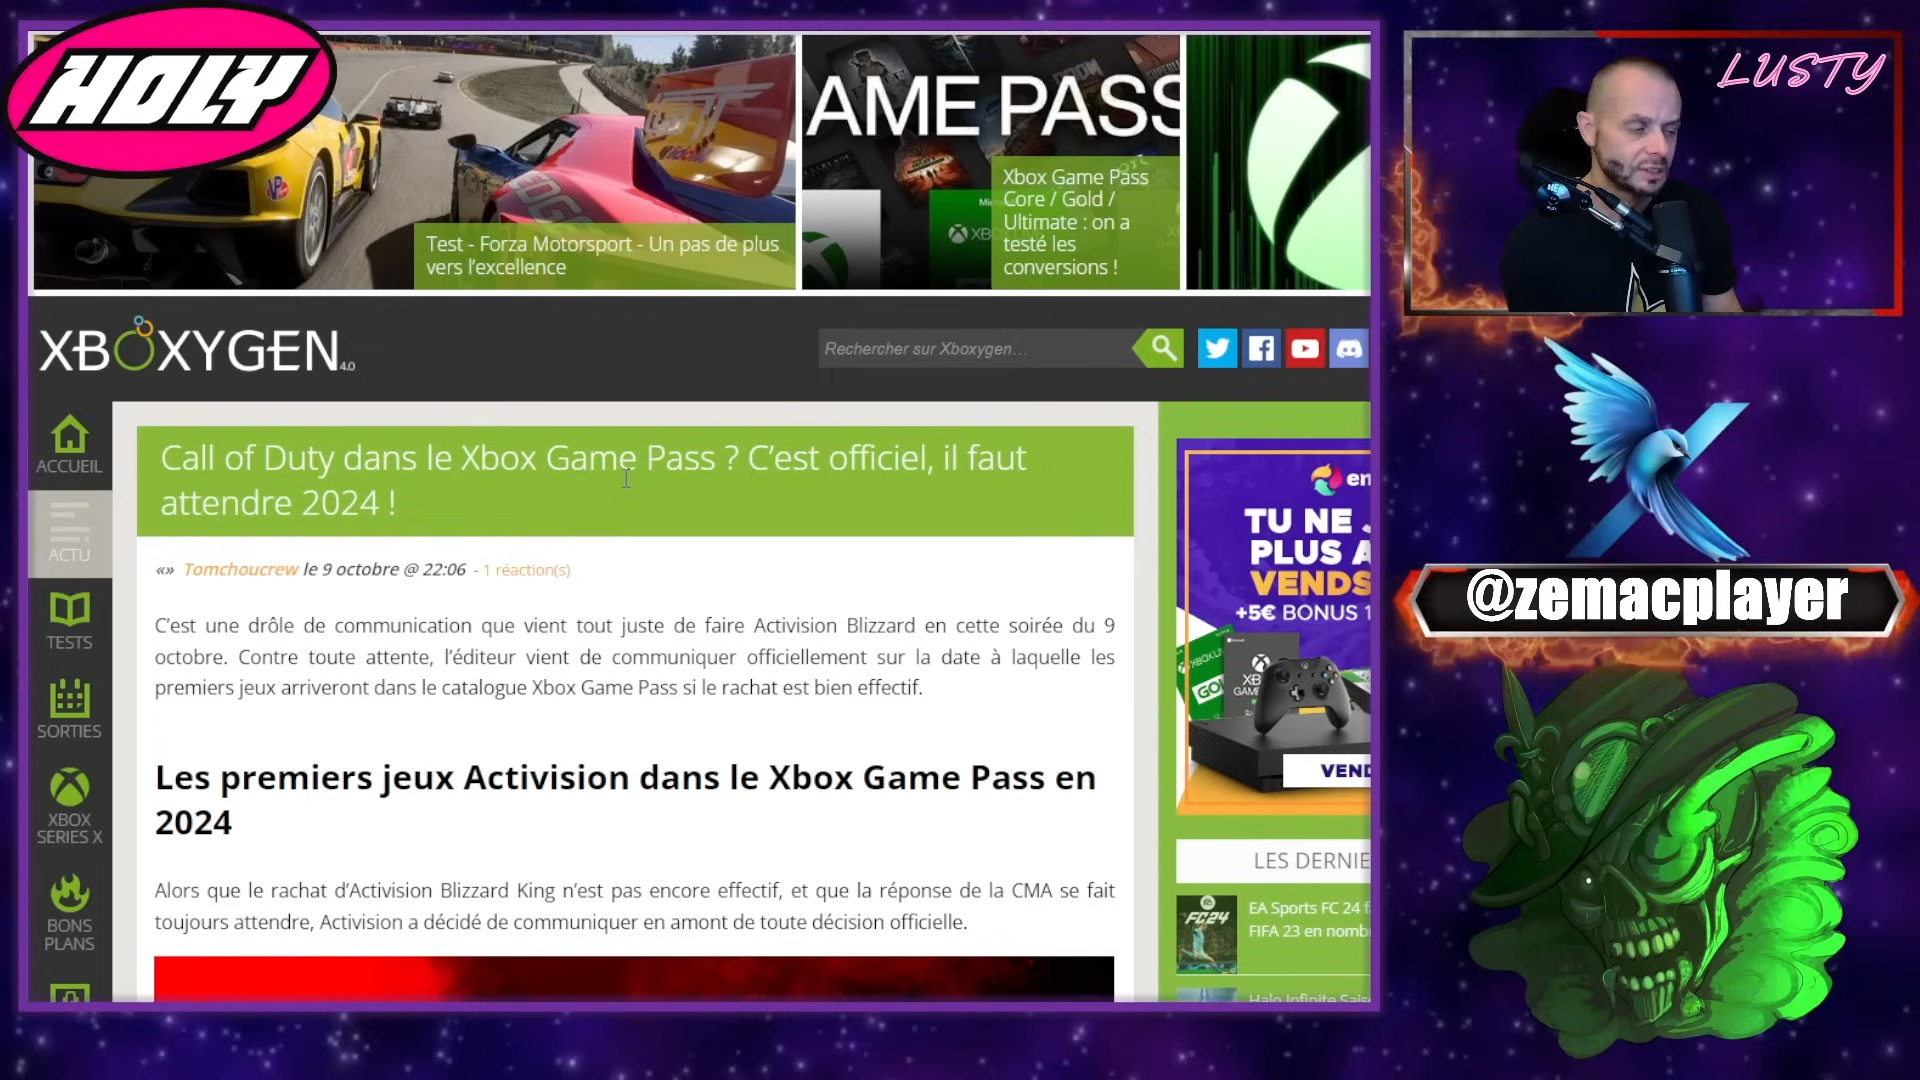 HOLY
Test - Forza Motorsport - Un pas de plus
vers l’excellence
AME PASS
Xbox Game Pass
Core / Gold /
Ultimate : on a
testé les
conversions !
LUSTY
XBOXYGEN 4.0
Rechercher sur Xboxygen...
ACCUEIL
ACTU
TESTS
SORTIES
XBOX
SERIES X
BONS
PLANS
Call of Duty dans le Xbox Game Pass ? C’est officiel, il faut
attendre 2024 !
«» Tomchoucrew le 9 octobre @ 22:06 - 1 réaction(s)
C’est une drôle de communication que vient tout juste de faire Activision Blizzard en cette soirée du 9
octobre. Contre toute attente, l’éditeur vient de communiquer officiellement sur la date à laquelle les
premiers jeux arriveront dans le catalogue Xbox Game Pass si le rachat est bien effectif.
Les premiers jeux Activision dans le Xbox Game Pass en
2024
Alors que le rachat d’Activision Blizzard King n’est pas encore effectif, et que la réponse de la CMA se fait
toujours attendre, Activision a décidé de communiquer en amont de toute décision officielle.
en
TU NE
PLUS A
VENDS
+5€ BONUS 1
VEND
LES DERNIE
FC24
EA Sports FC 24 f
FIFA 23 en nomb
Halo Infinite Sais
@zemacplayer